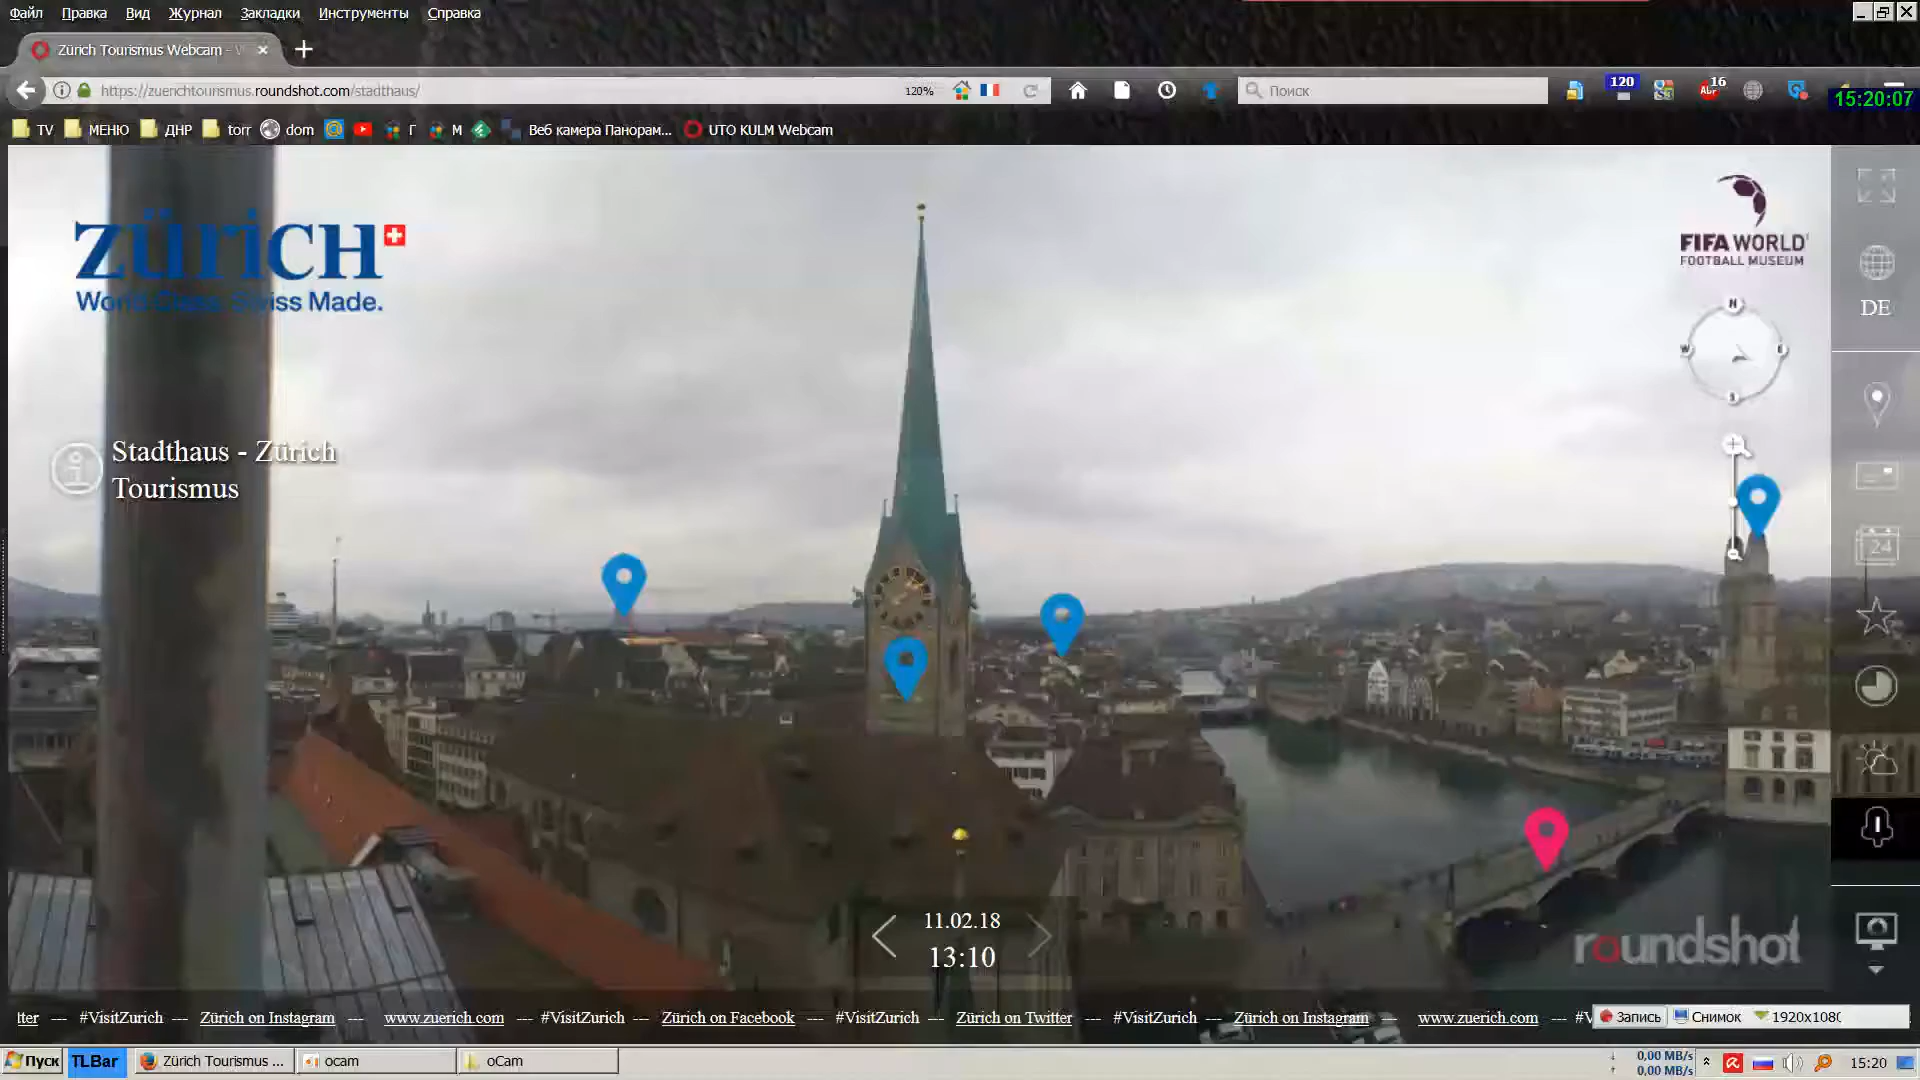 Файл Правка Вид Журнал Закладки Инструменты Справка
Zürich Tourismus Webcam -
https://zuerichtourismus.roundshot.com/stadthaus/
120%
Поиск
120
16
15:20:07
TV МЕНЮ ДНР torr dom Г М Веб камера Панорам... UTO KULM Webcam
zürich
World Class. Swiss Made.
FIFA WORLD
FOOTBALL MUSEUM
DE
N
W
E
S
Stadthaus - Zürich
Tourismus
24
11.02.18
13:10
roundshot
tter --- #VisitZurich --- Zürich on Instagram --- www.zuerich.com --- #VisitZurich --- Zürich on Facebook --- #VisitZurich --- Zürich on Twitter --- #VisitZurich --- Zürich on Instagram --- www.zuerich.com --- #V
Запись Снимок 1920x1080
Пуск TLBar Zürich Tourismus ... ocam oCam
0,00 MB/s
0,00 MB/s
15:20